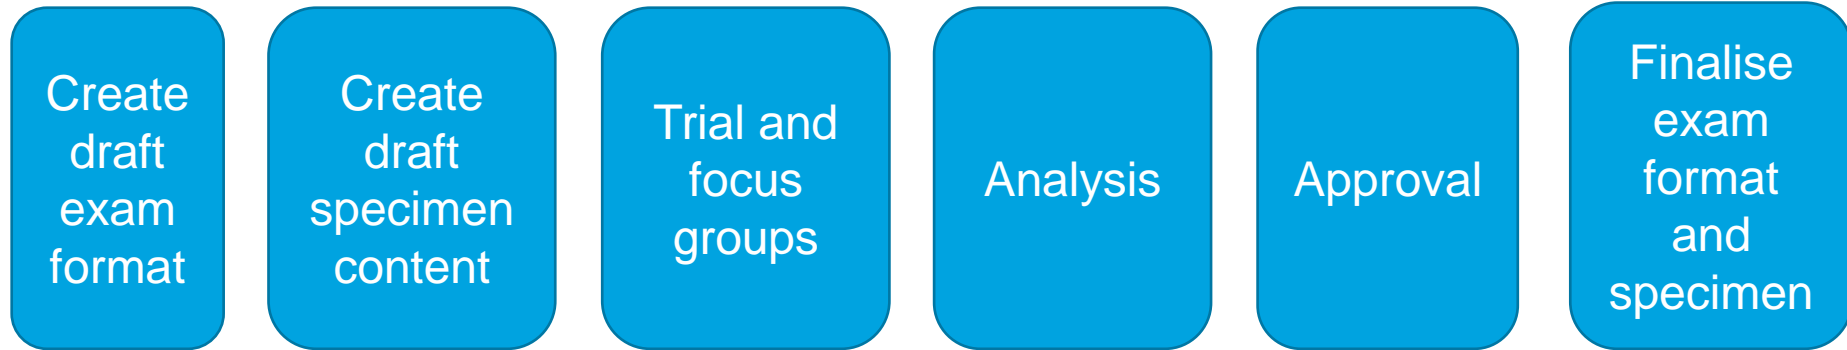 Create
draft
exam
format
Create
draft
specimen
content
Trial and
focus
groups
Analysis
Approval
Finalise
exam
format
and
specimen